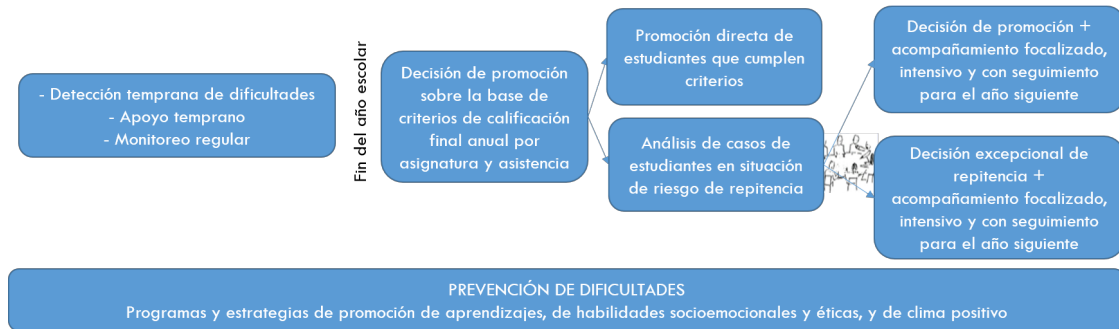 - Detección temprana de dificultades
- Apoyo temprano
- Monitoreo regular
Fin del año escolar
Decisión de promoción
sobre la base de
criterios de calificación
final anual por
asignatura y asistencia
Promoción directa de
estudiantes que cumplen
criterios
Análisis de casos de
estudiantes en situación
de riesgo de repitencia
Decisión de promoción +
acompañamiento focalizado,
intensivo y con seguimiento
para el año siguiente
Decisión excepcional de
repitencia +
acompañamiento focalizado,
intensivo y con seguimiento
para el año siguiente
PREVENCIÓN DE DIFICULTADES
Programas y estrategias de promoción de aprendizajes, de habilidades socioemocionales y éticas, y de clima positivo